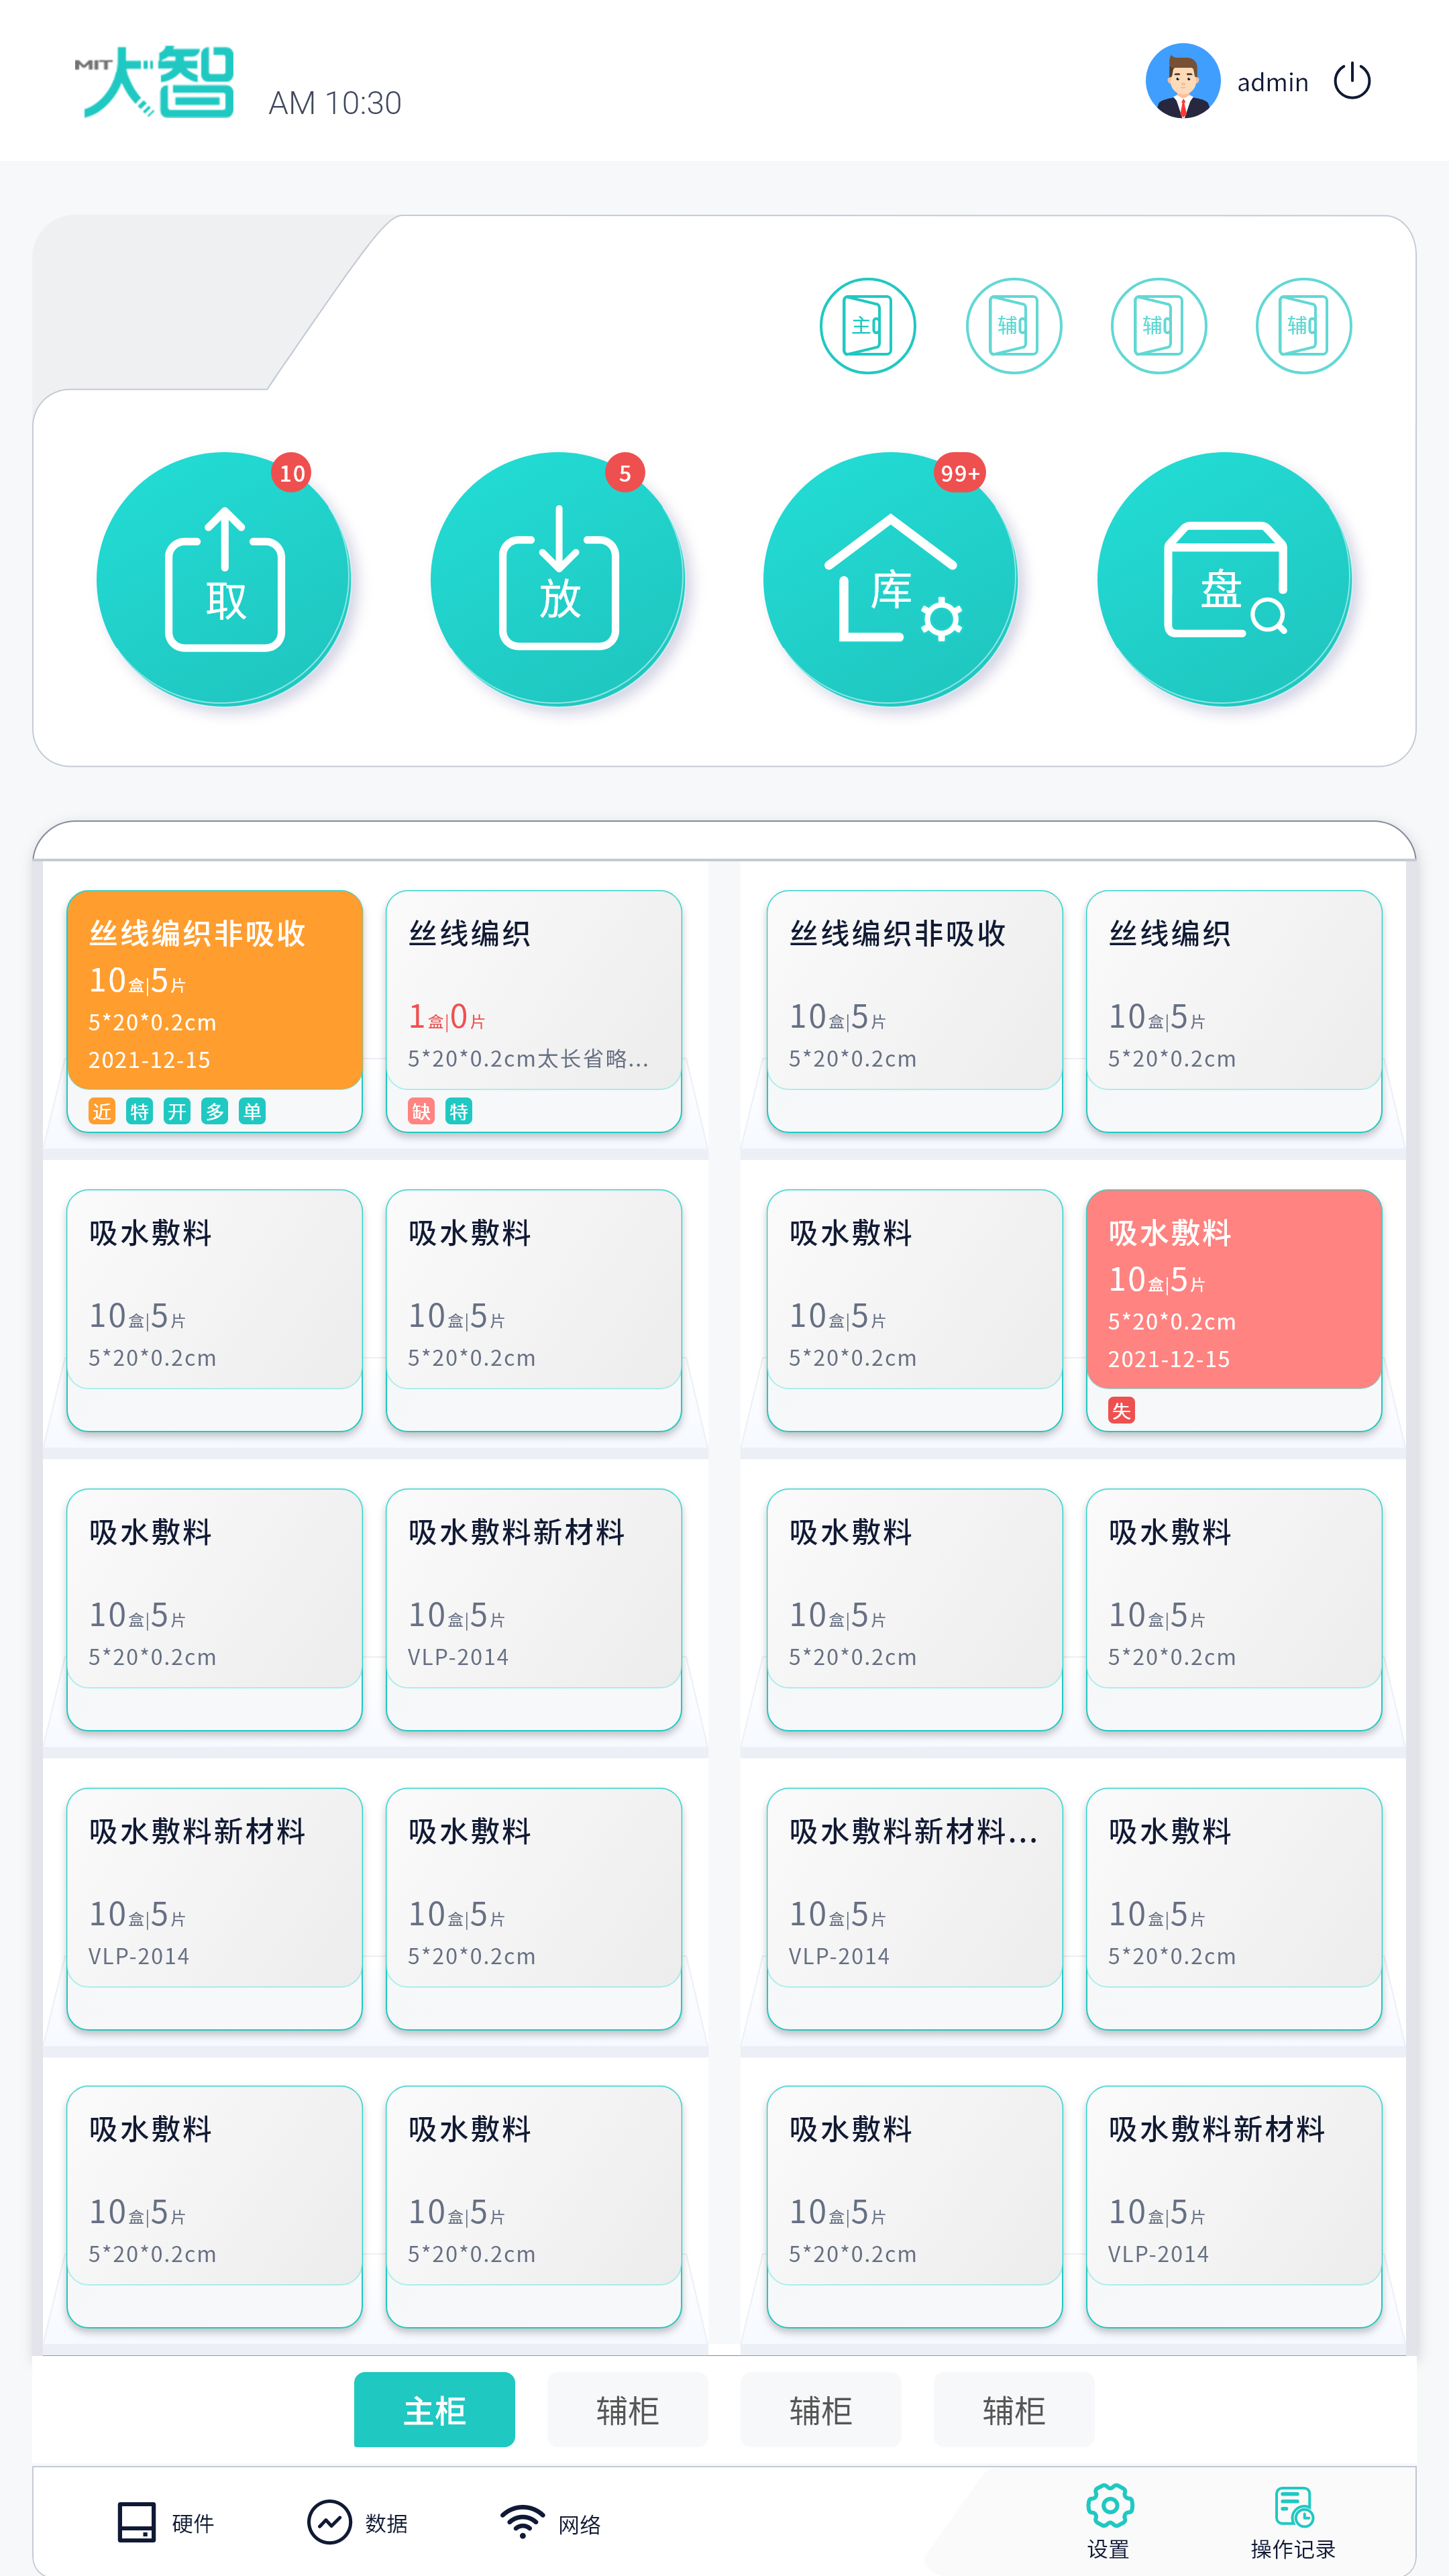 MIT大智
AM 10:30
admin
主 辅 辅 辅
10 5 99+
取 放 库 盘
丝线编织非吸收
10盒|5片
5*20*0.2cm
2021-12-15
近 特 开 多 单
丝线编织
1盒|0片
5*20*0.2cm太长省略...
缺 特
丝线编织非吸收
10盒|5片
5*20*0.2cm
丝线编织
10盒|5片
5*20*0.2cm
吸水敷料
10盒|5片
5*20*0.2cm
吸水敷料
10盒|5片
5*20*0.2cm
吸水敷料
10盒|5片
5*20*0.2cm
吸水敷料
10盒|5片
5*20*0.2cm
2021-12-15
失
吸水敷料
10盒|5片
5*20*0.2cm
吸水敷料新材料
10盒|5片
VLP-2014
吸水敷料
10盒|5片
5*20*0.2cm
吸水敷料
10盒|5片
5*20*0.2cm
吸水敷料新材料
10盒|5片
VLP-2014
吸水敷料
10盒|5片
5*20*0.2cm
吸水敷料新材料...
10盒|5片
VLP-2014
吸水敷料
10盒|5片
5*20*0.2cm
吸水敷料
10盒|5片
5*20*0.2cm
吸水敷料
10盒|5片
5*20*0.2cm
吸水敷料
10盒|5片
5*20*0.2cm
吸水敷料新材料
10盒|5片
VLP-2014
主柜 辅柜 辅柜 辅柜
硬件 数据 网络 设置 操作记录